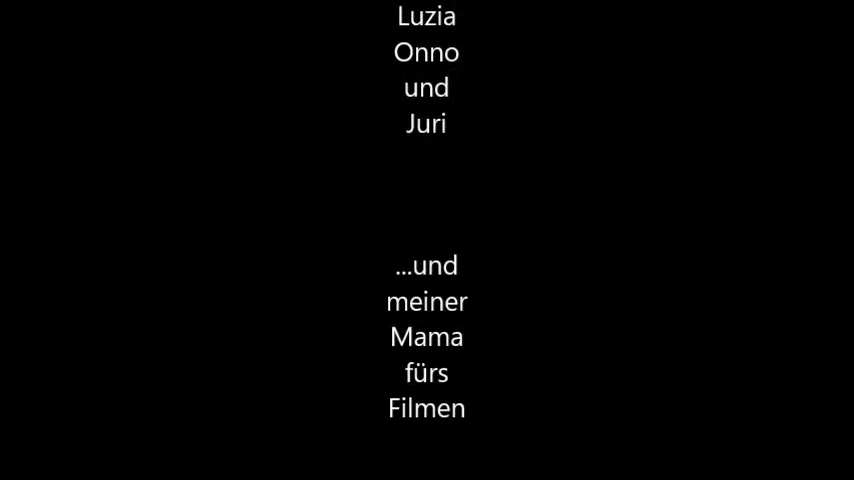 Luzia
Onno
und
Juri
...und
meiner
Mama
fürs
Filmen